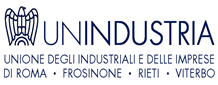 UNINDUSTRIA
UNIONE DEGLI INDUSTRIALI E DELLE IMPRESE
DI ROMA • FROSINONE • RIETI • VITERBO